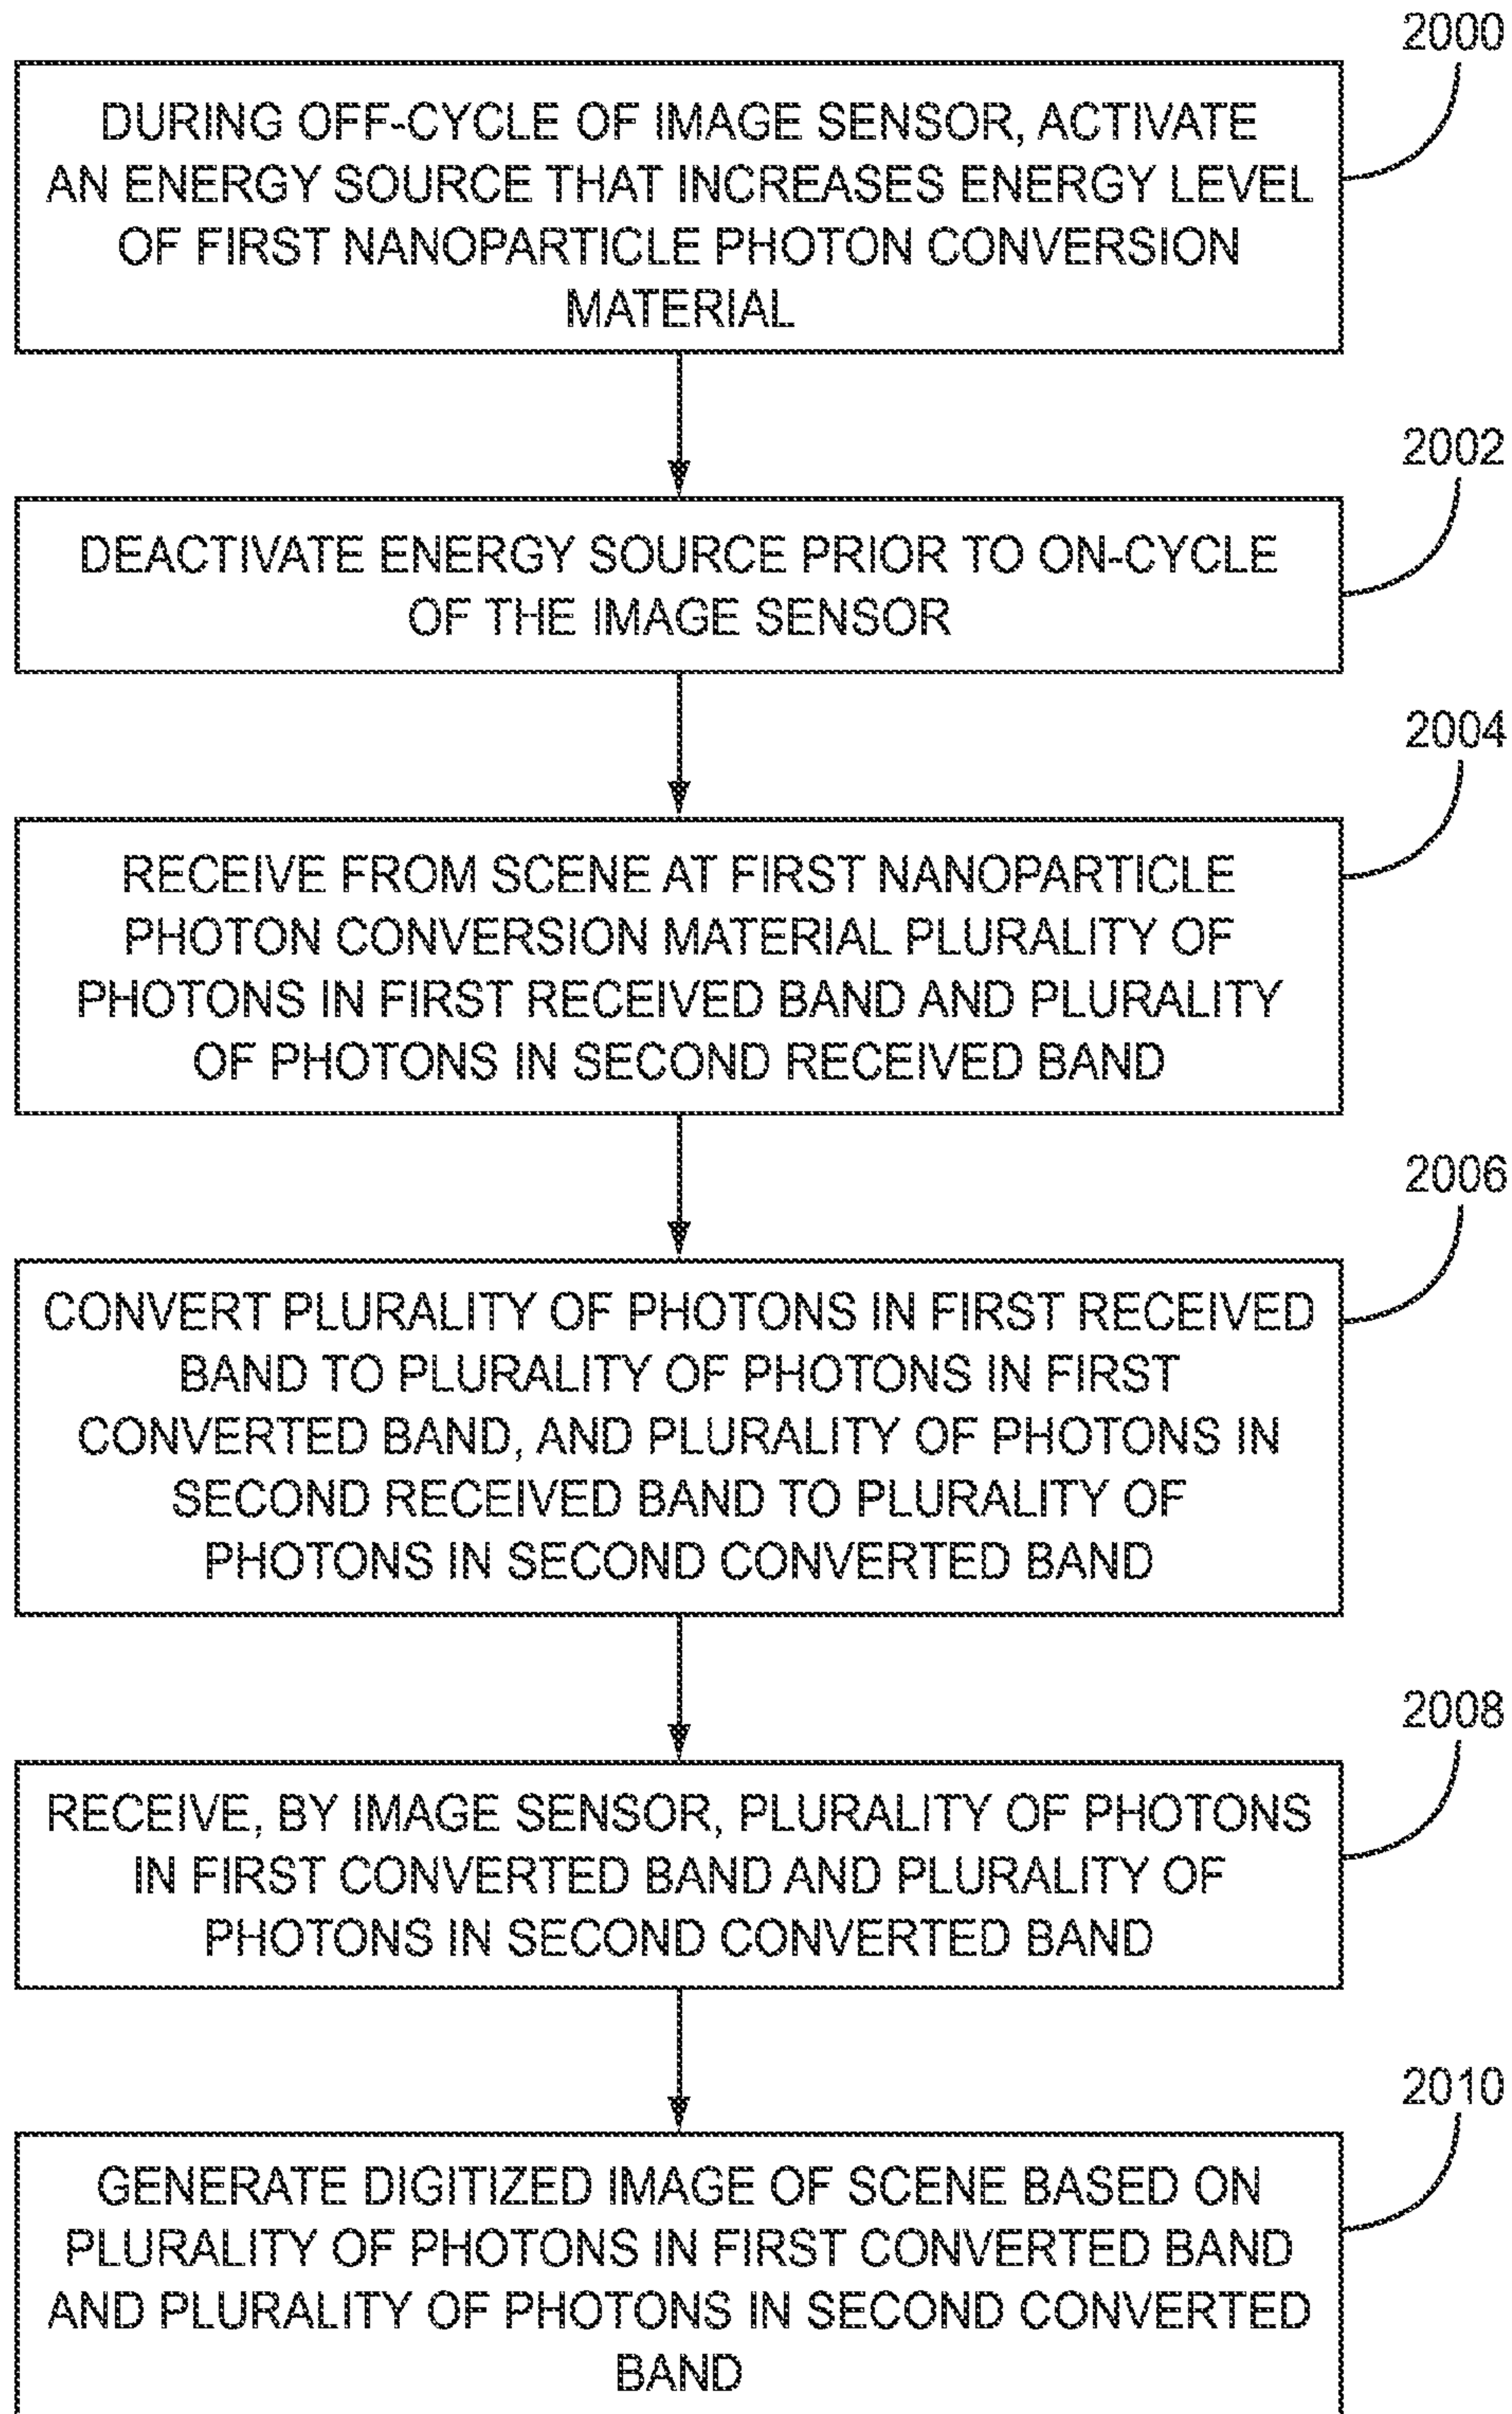 2000
DURING OFF-CYCLE OF IMAGE SENSOR, ACTIVATE
AN ENERGY SOURCE THAT INCREASES ENERGY LEVEL
OF FIRST NANOPARTICLE PHOTON CONVERSION
MATERIAL
2002
DEACTIVATE ENERGY SOURCE PRIOR TO ON-CYCLE
OF THE IMAGE SENSOR
2004
RECEIVE FROM SCENE AT FIRST NANOPARTICLE
PHOTON CONVERSION MATERIAL PLURALITY OF
PHOTONS IN FIRST RECEIVED BAND AND PLURALITY
OF PHOTONS IN SECOND RECEIVED BAND
2006
CONVERT PLURALITY OF PHOTONS IN FIRST RECEIVED
BAND TO PLURALITY OF PHOTONS IN FIRST
CONVERTED BAND, AND PLURALITY OF PHOTONS IN
SECOND RECEIVED BAND TO PLURALITY OF
PHOTONS IN SECOND CONVERTED BAND
2008
RECEIVE, BY IMAGE SENSOR, PLURALITY OF PHOTONS
IN FIRST CONVERTED BAND AND PLURALITY OF
PHOTONS IN SECOND CONVERTED BAND
2010
GENERATE DIGITIZED IMAGE OF SCENE BASED ON
PLURALITY OF PHOTONS IN FIRST CONVERTED BAND
AND PLURALITY OF PHOTONS IN SECOND CONVERTED
BAND